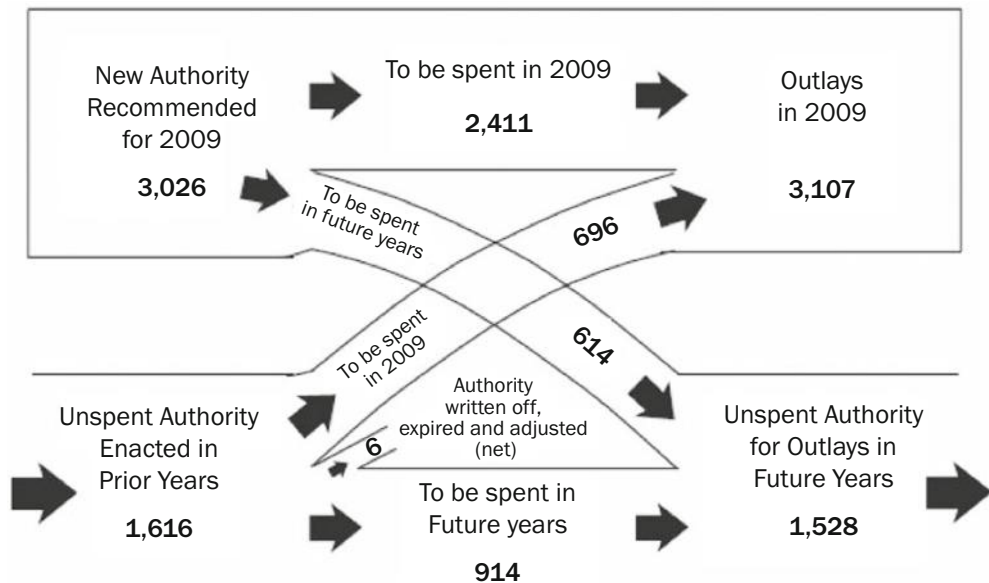 New Authority
Recommended
for 2009
3,026
To be spent in 2009
2,411
Outlays
in 2009
3,107
To be spent
in future years
696
To be spent
in 2009
614
Authority
written off,
expired and adjusted
(net)
6
Unspent Authority
Enacted in
Prior Years
1,616
To be spent in
Future years
914
Unspent Authority
for Outlays in
Future Years
1,528